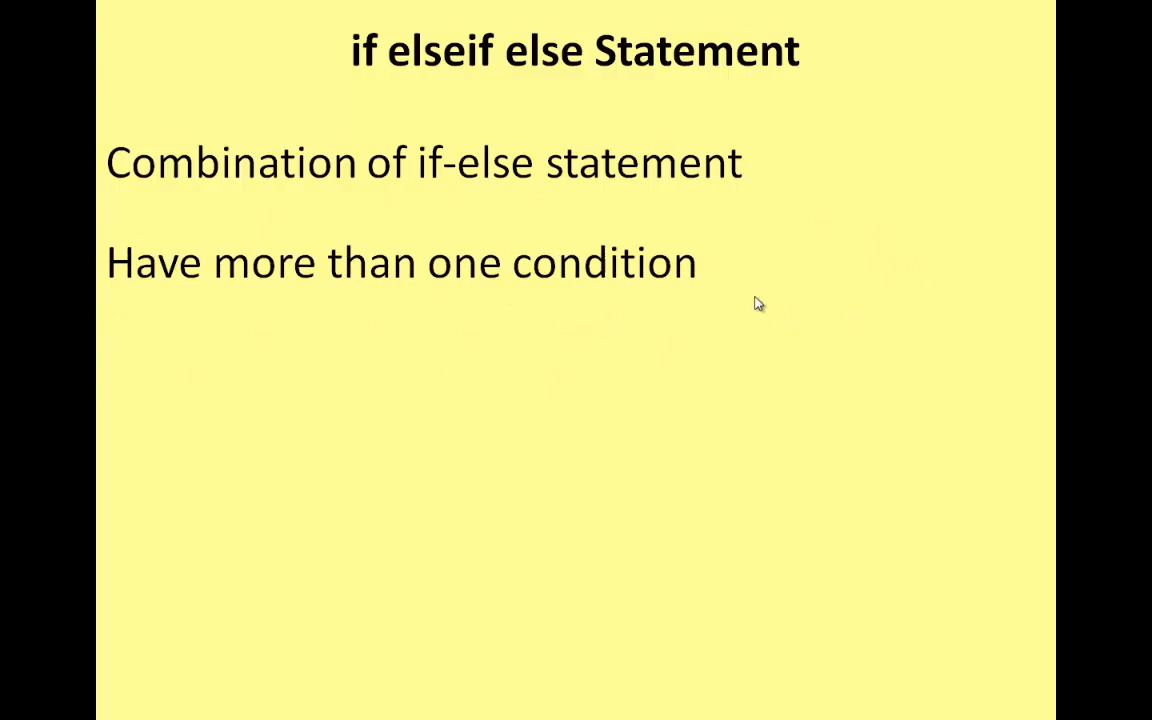 if elseif else Statement
Combination of if-else statement
Have more than one condition